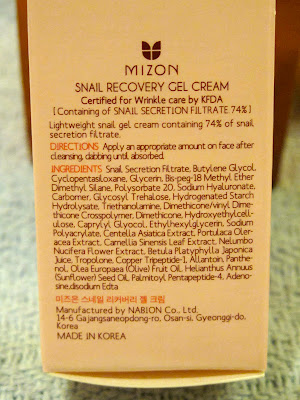 MIZON
SNAIL RECOVERY GEL CREAM
Certified for Wrinkle care by KFDA
[Containing of SNAIL SECRETION FILTRATE 74%]
Lightweight snail gel cream containing 74% of snail
secretion filtrate.
DIRECTIONS Apply an appropriate amount on face after
cleansing, dabbing until absorbed.
INGREDIENTS Snail Secretion Filtrate, Butylene Glycol,
Cyclopentasiloxane, Glycerin, Bis-peg-18 Methyl Ether
Dimethyl Silane, Polysorbate 20, Sodium Hyaluronate,
Carbomer, Glycosyl Trehalose, Hydrogenated Starch
Hydrolysate, Triethanolamine, Dimethicone/vinyl Dime-
thicone Crosspolymer, Dimethicone, Hydroxyethylcell-
ulose, Caprylyl Glyocol, Ethylhexylglycerin, Sodium
Polyacrylate, Centella Asiatica Extract, Portulaca Oler-
acea Extract, Camellia Sinensis Leaf Extract, Nelumbo
Nucifera Flower Extract, Betula Platyphylla Japonica
Juice, Tropolone, Copper Tripeptide-1, Allantoin, Panthe-
nol, Olea Europaea (Olive) Fruit Oil, Helianthus Annuus
(Sunflower) Seed Oil, Palmitoyl Pentapeptide-4, Adeno-
sine,disodium Edta
미즈온 스네일 리커버리 젤 크림
Manufactured by NABION Co., Ltd.
14-6 Gajangsaneopdong-ro, Osan-si, Gyeonggi-do,
Korea
MADE IN KOREA